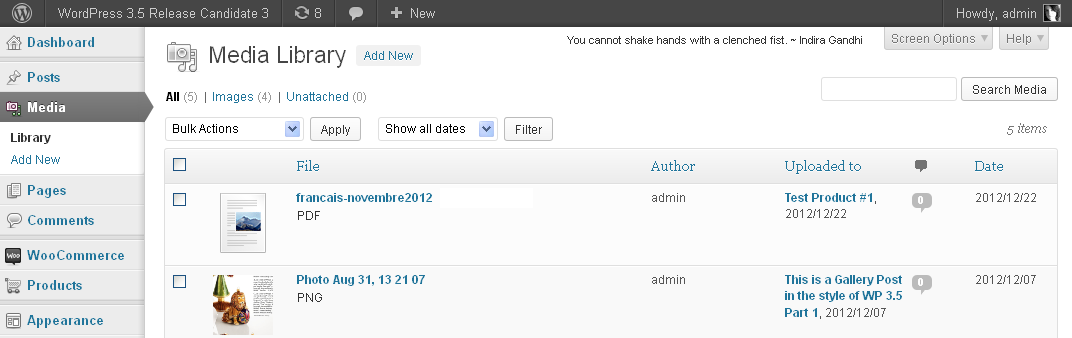 WordPress 3.5 Release Candidate 3 8 + New Howdy, admin
Dashboard
Posts
Media
Library
Add New
Pages
Comments
WooCommerce
Products
Appearance
You cannot shake hands with a clenched fist. ~ Indira Gandhi Screen Options Help
Media Library Add New
All (5) | Images (4) | Unattached (0) Search Media
Bulk Actions Apply Show all dates Filter 5 items
File Author Uploaded to Date
francais-novembre2012 admin Test Product #1, 0 2012/12/22
PDF 2012/12/22
Photo Aug 31, 13 21 07 admin This is a Gallery Post 0 2012/12/07
PNG in the style of WP 3.5
Part 1, 2012/12/07